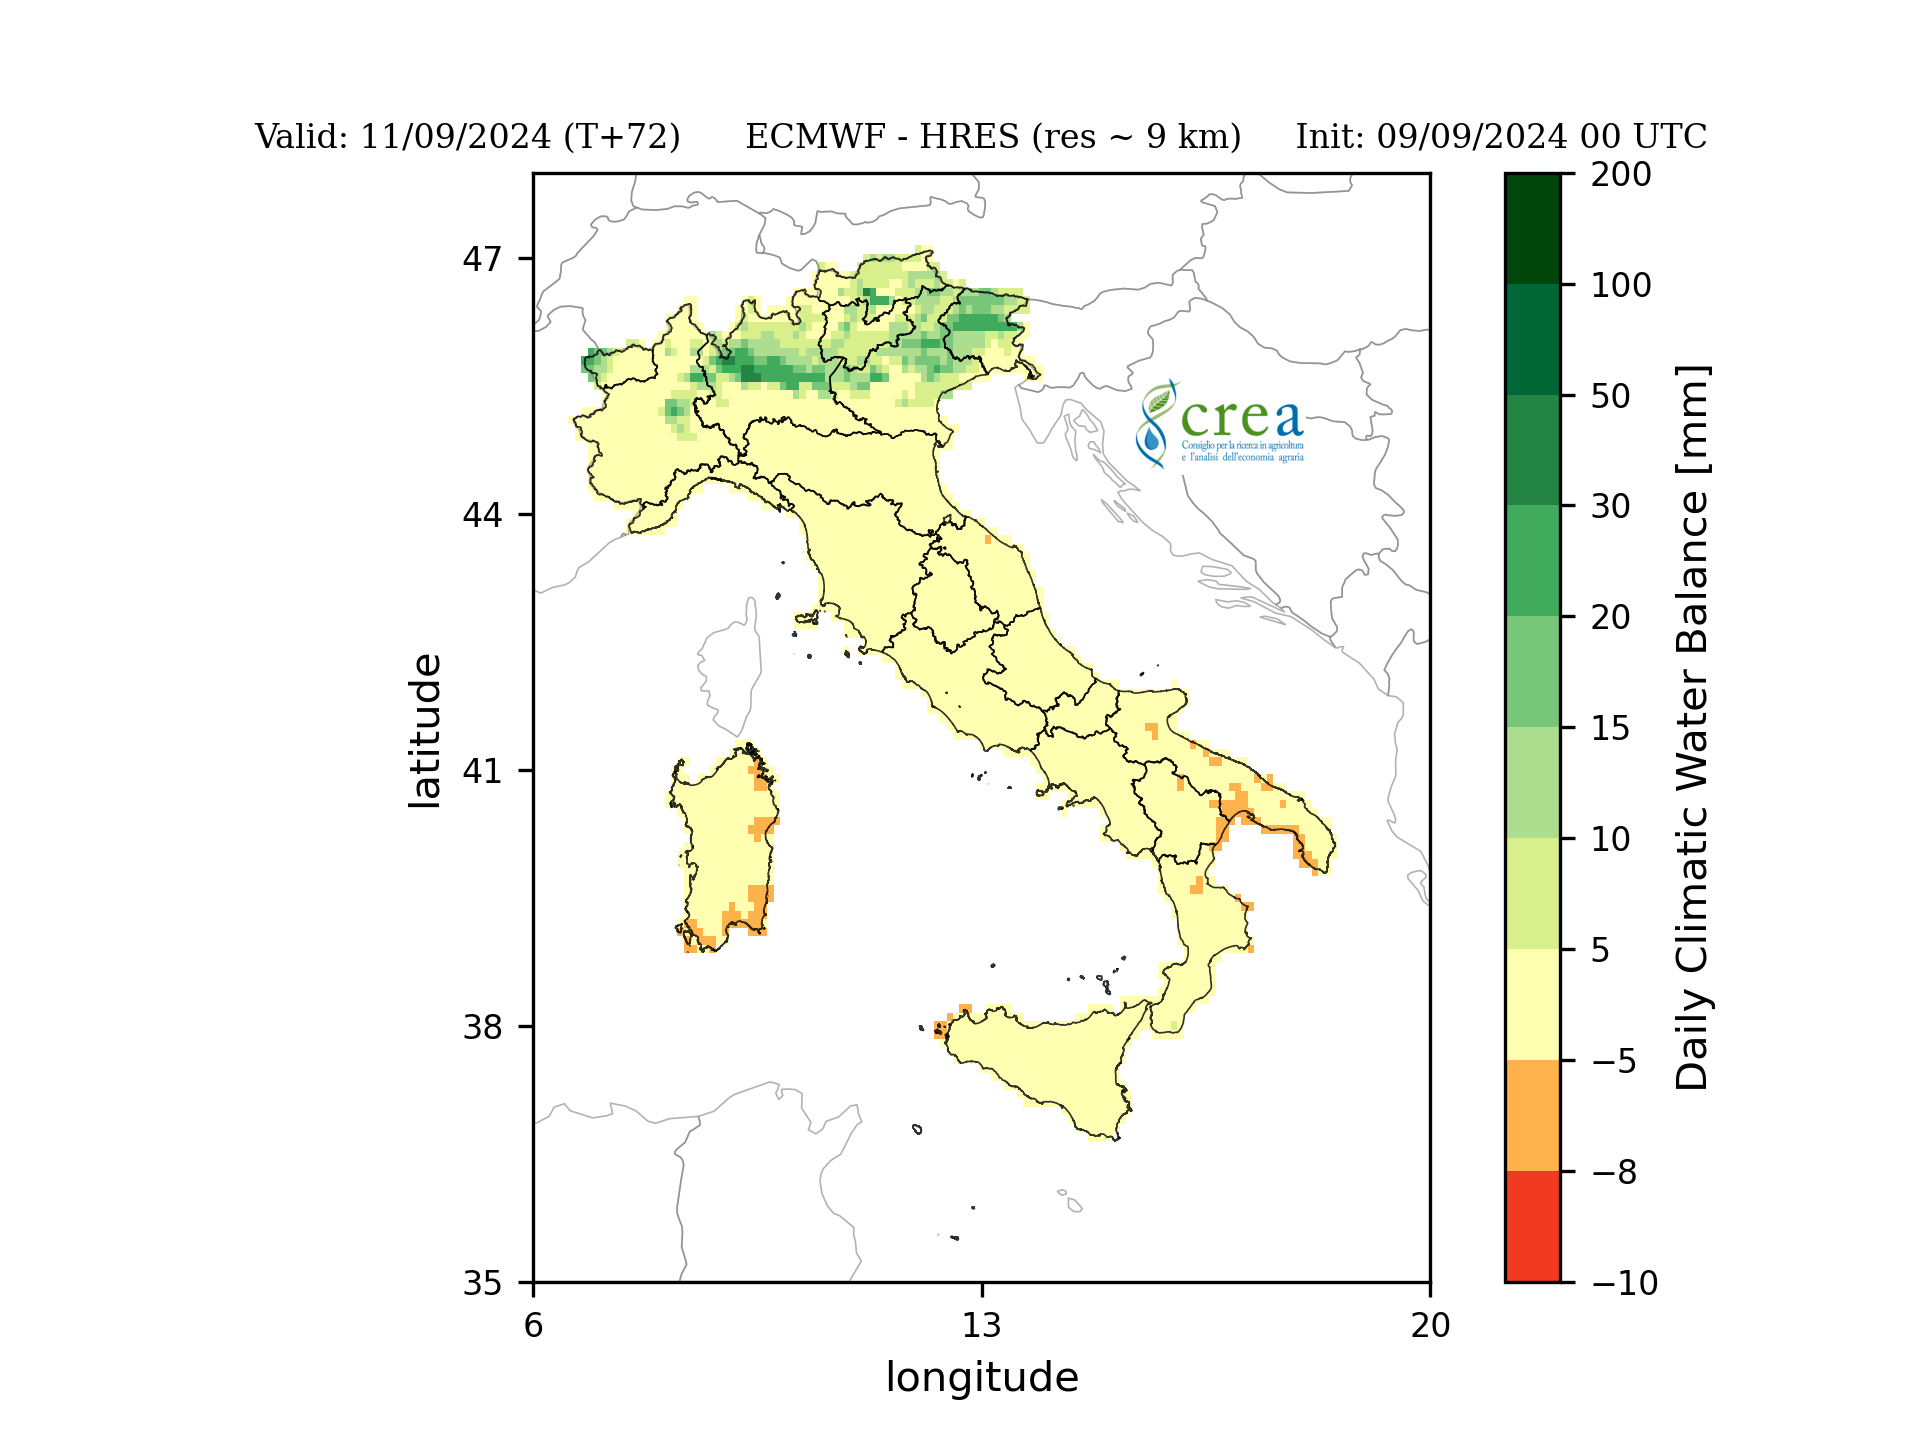 Valid: 11/09/2024 (T+72) ECMWF - HRES (res ~ 9 km) Init: 09/09/2024 00 UTC
200
100
50
30
20
15
10
5
−5
−8
−10
Daily Climatic Water Balance [mm]
crea
Consiglio per la ricerca in agricoltura
e l'analisi dell'economia agraria
47
44
41
38
35
latitude
6
13
20
longitude